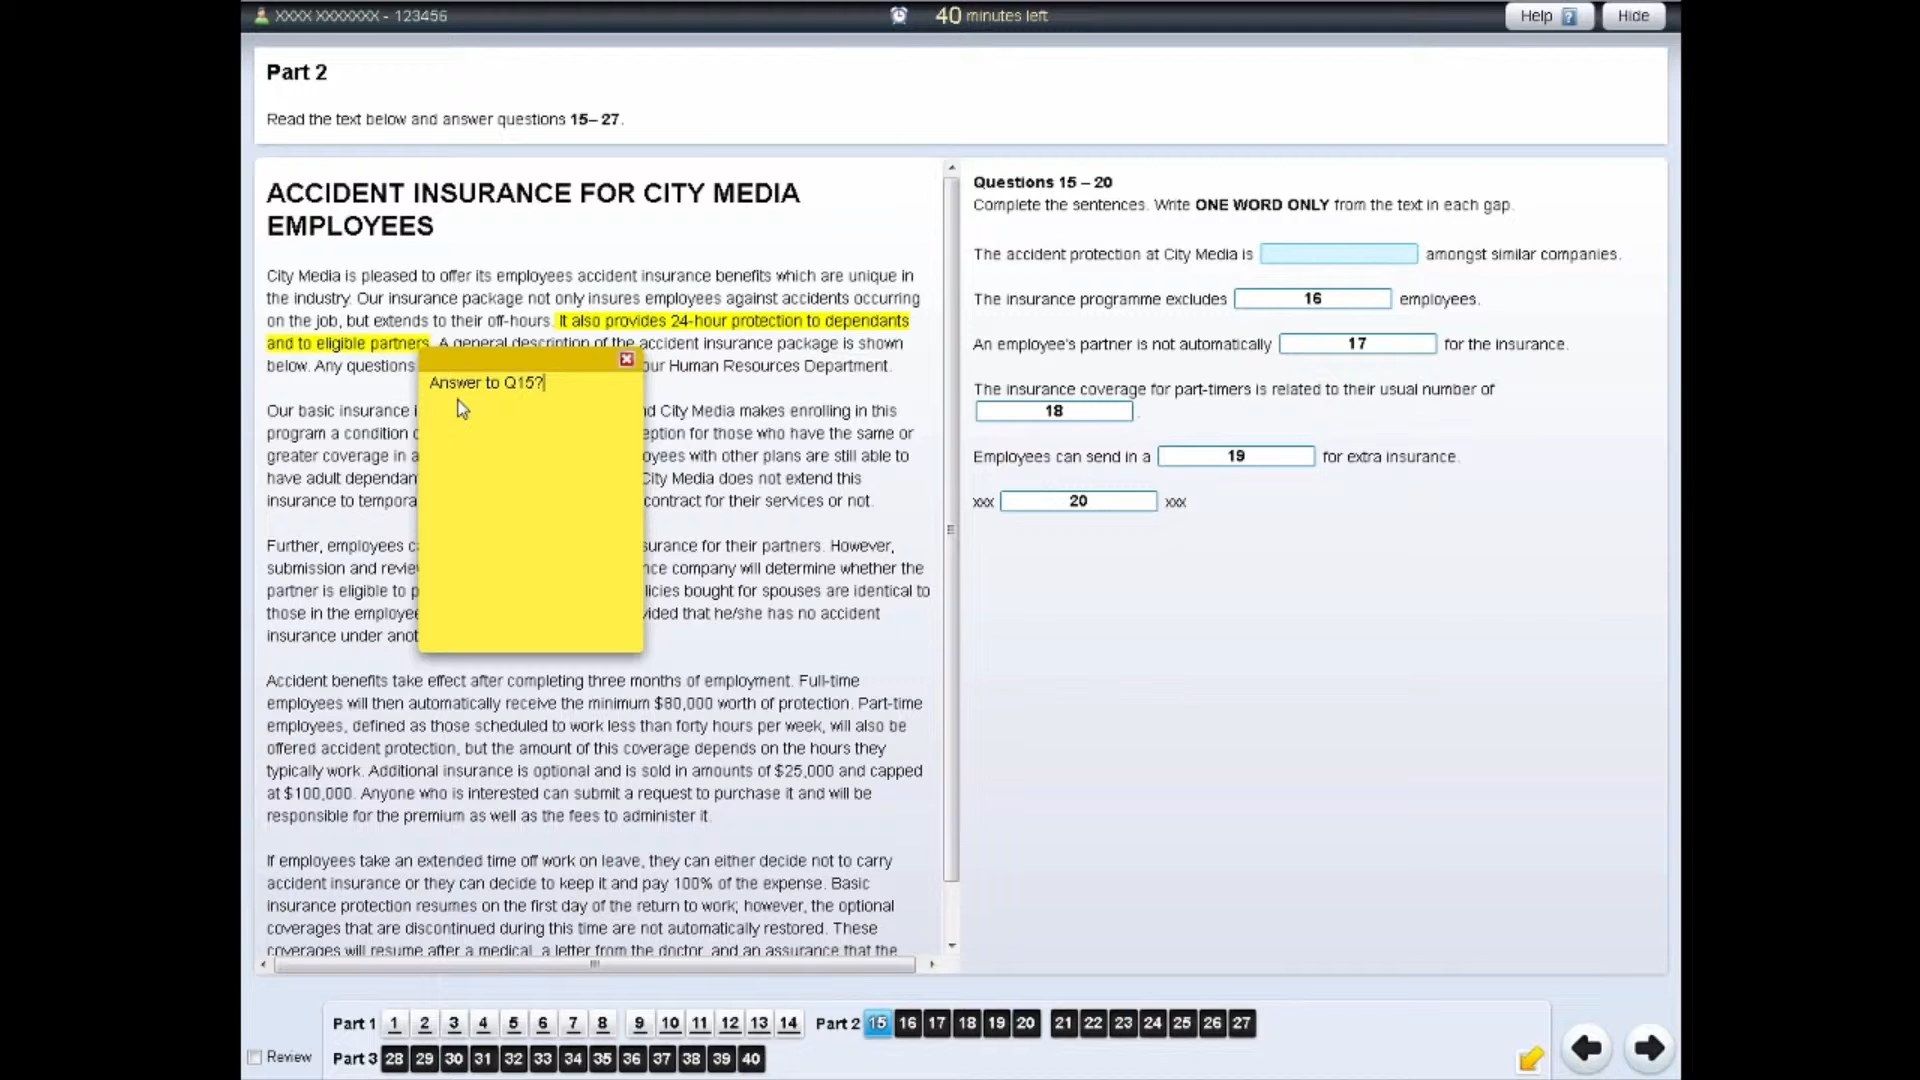 XXXX XXXXXXX - 123456
40 minutes left
Help ?
Hide
Part 2
Read the text below and answer questions 15– 27.
ACCIDENT INSURANCE FOR CITY MEDIA
EMPLOYEES
City Media is pleased to offer its employees accident insurance benefits which are unique in
the industry. Our insurance package not only insures employees against accidents occurring
on the job, but extends to their off-hours. It also provides 24-hour protection to dependants
and to eligible partners. A general description of the accident insurance package is shown
below. Any questions our Human Resources Department.
Our basic insurance City Media makes enrolling in this
program a condition for those who have the same or
greater coverage in a with other plans are still able to
have adult dependan City Media does not extend this
insurance to tempora contract for their services or not.
Further, employees for their partners. However,
submission and company will determine whether the
partner is eligible to bought for spouses are identical to
those in the that he/she has no accident
insurance under
Accident benefits take effect after completing three months of employment. Full-time
employees will then automatically receive the minimum $80,000 worth of protection. Part-time
employees, defined as those scheduled to work less than forty hours per week, will also be
offered accident protection, but the amount of this coverage depends on the hours they
typically work. Additional insurance is optional and is sold in amounts of $25,000 and capped
at $100,000. Anyone who is interested can submit a request to purchase it and will be
responsible for the premium as well as the fees to administer it.
If employees take an extended time off work on leave, they can either decide not to carry
accident insurance or they can decide to keep it and pay 100% of the expense. Basic
insurance protection resumes on the first day of the return to work; however, the optional
coverages that are discontinued during this time are not automatically restored. These
coverages will resume after a medical, a letter from the doctor, and an assurance that the
Answer to Q15?
Questions 15 – 20
Complete the sentences. Write ONE WORD ONLY from the text in each gap.
The accident protection at City Media is amongst similar companies.
The insurance programme excludes 16 employees.
An employee's partner is not automatically 17 for the insurance.
The insurance coverage for part-timers is related to their usual number of
18 .
Employees can send in a 19 for extra insurance.
xxx 20 xxx
Part 1 1 2 3 4 5 6 7 8 9 10 11 12 13 14 Part 2 15 16 17 18 19 20 21 22 23 24 25 26 27
Review Part 3 28 29 30 31 32 33 34 35 36 37 38 39 40